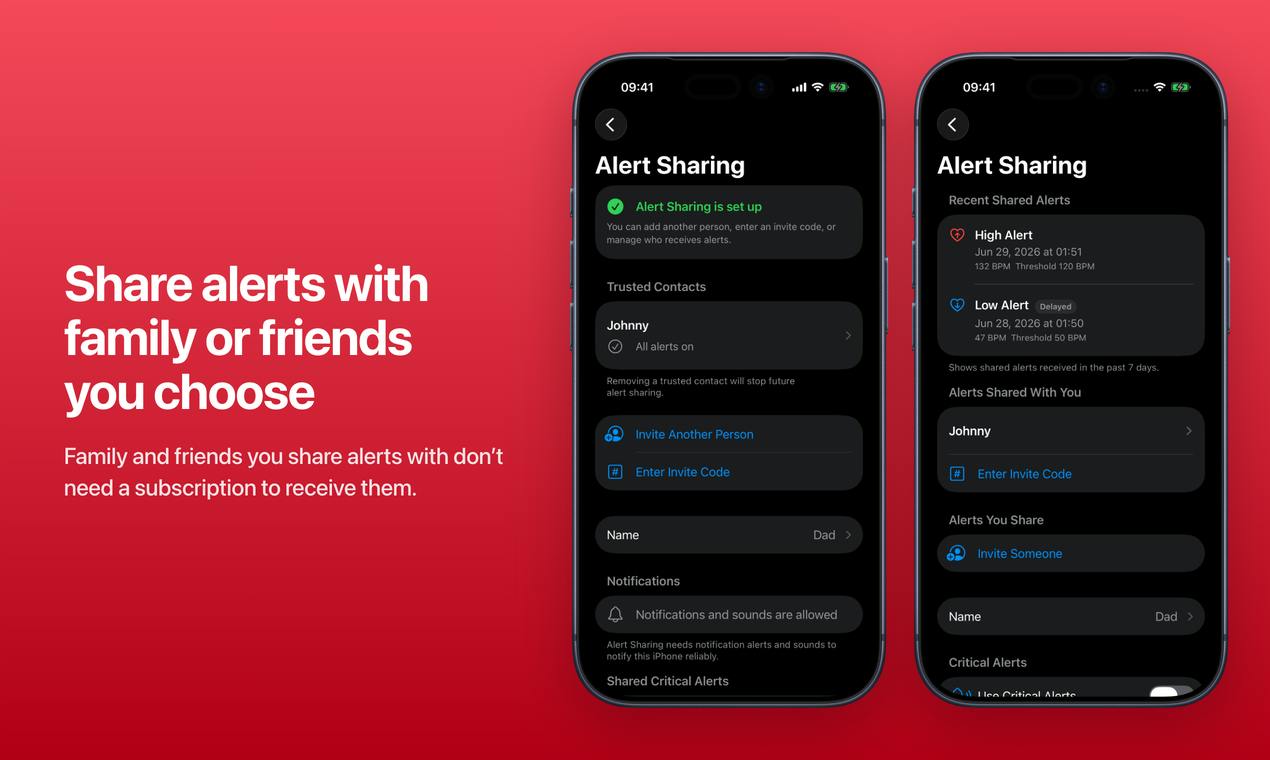 Share alerts with
family or friends
you choose
Family and friends you share alerts with don’t
need a subscription to receive them.
09:41
Alert Sharing
Alert Sharing is set up
You can add another person, enter an invite code, or
manage who receives alerts.
Trusted Contacts
Johnny
All alerts on
Removing a trusted contact will stop future
alert sharing.
Invite Another Person
# Enter Invite Code
Name Dad
Notifications
Notifications and sounds are allowed
Alert Sharing needs notification alerts and sounds to
notify this iPhone reliably.
Shared Critical Alerts
09:41
Alert Sharing
Recent Shared Alerts
High Alert
Jun 29, 2026 at 01:51
132 BPM Threshold 120 BPM
Low Alert Delayed
Jun 28, 2026 at 01:50
47 BPM Threshold 50 BPM
Shows shared alerts received in the past 7 days.
Alerts Shared With You
Johnny
# Enter Invite Code
Alerts You Share
Invite Someone
Name Dad
Critical Alerts
Use Critical Alerts